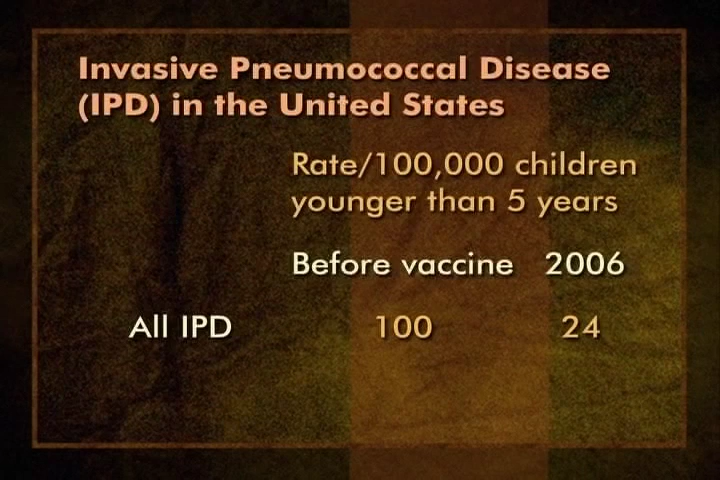 Invasive Pneumococcal Disease
(IPD) in the United States
Rate/100,000 children
younger than 5 years
Before vaccine 2006
All IPD 100 24